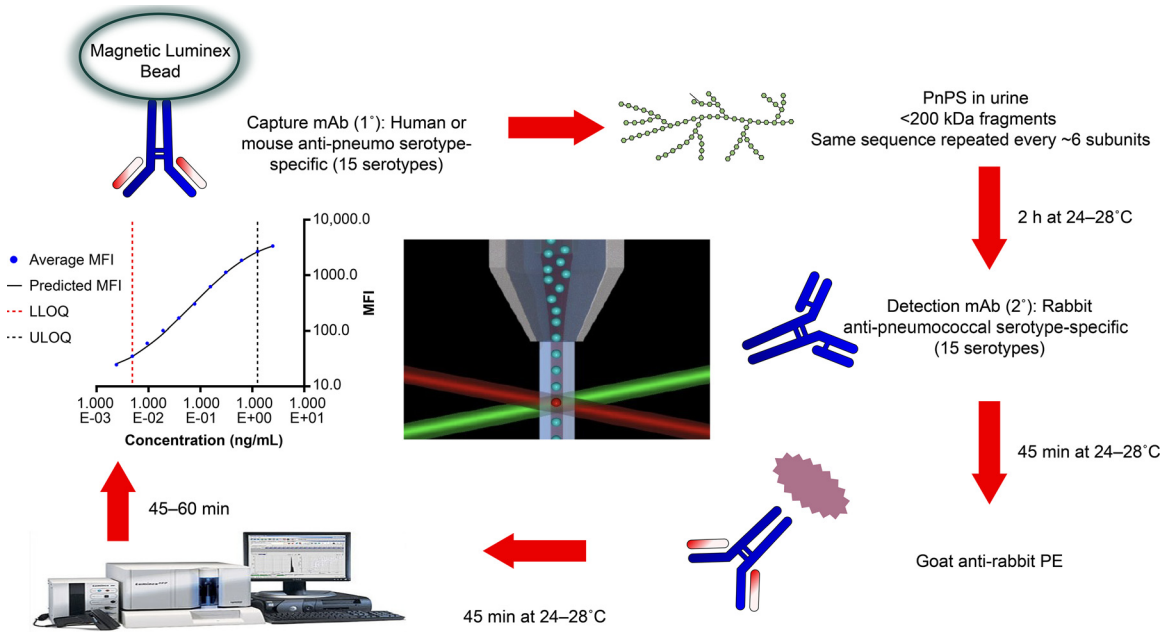 Magnetic Luminex
Bead
Capture mAb (1˚): Human or
mouse anti-pneumo serotype-
specific (15 serotypes)
PnPS in urine
<200 kDa fragments
Same sequence repeated every ~6 subunits
2 h at 24–28˚C
Detection mAb (2˚): Rabbit
anti-pneumococcal serotype-specific
(15 serotypes)
45 min at 24–28˚C
Goat anti-rabbit PE
45 min at 24–28˚C
45–60 min
Average MFI
Predicted MFI
LLOQ
ULOQ
10,000.0
1000.0
100.0
10.0
MFI
1.000 1.000 1.000 1.000 1.000
E-03 E-02 E-01 E+00 E+01
Concentration (ng/mL)